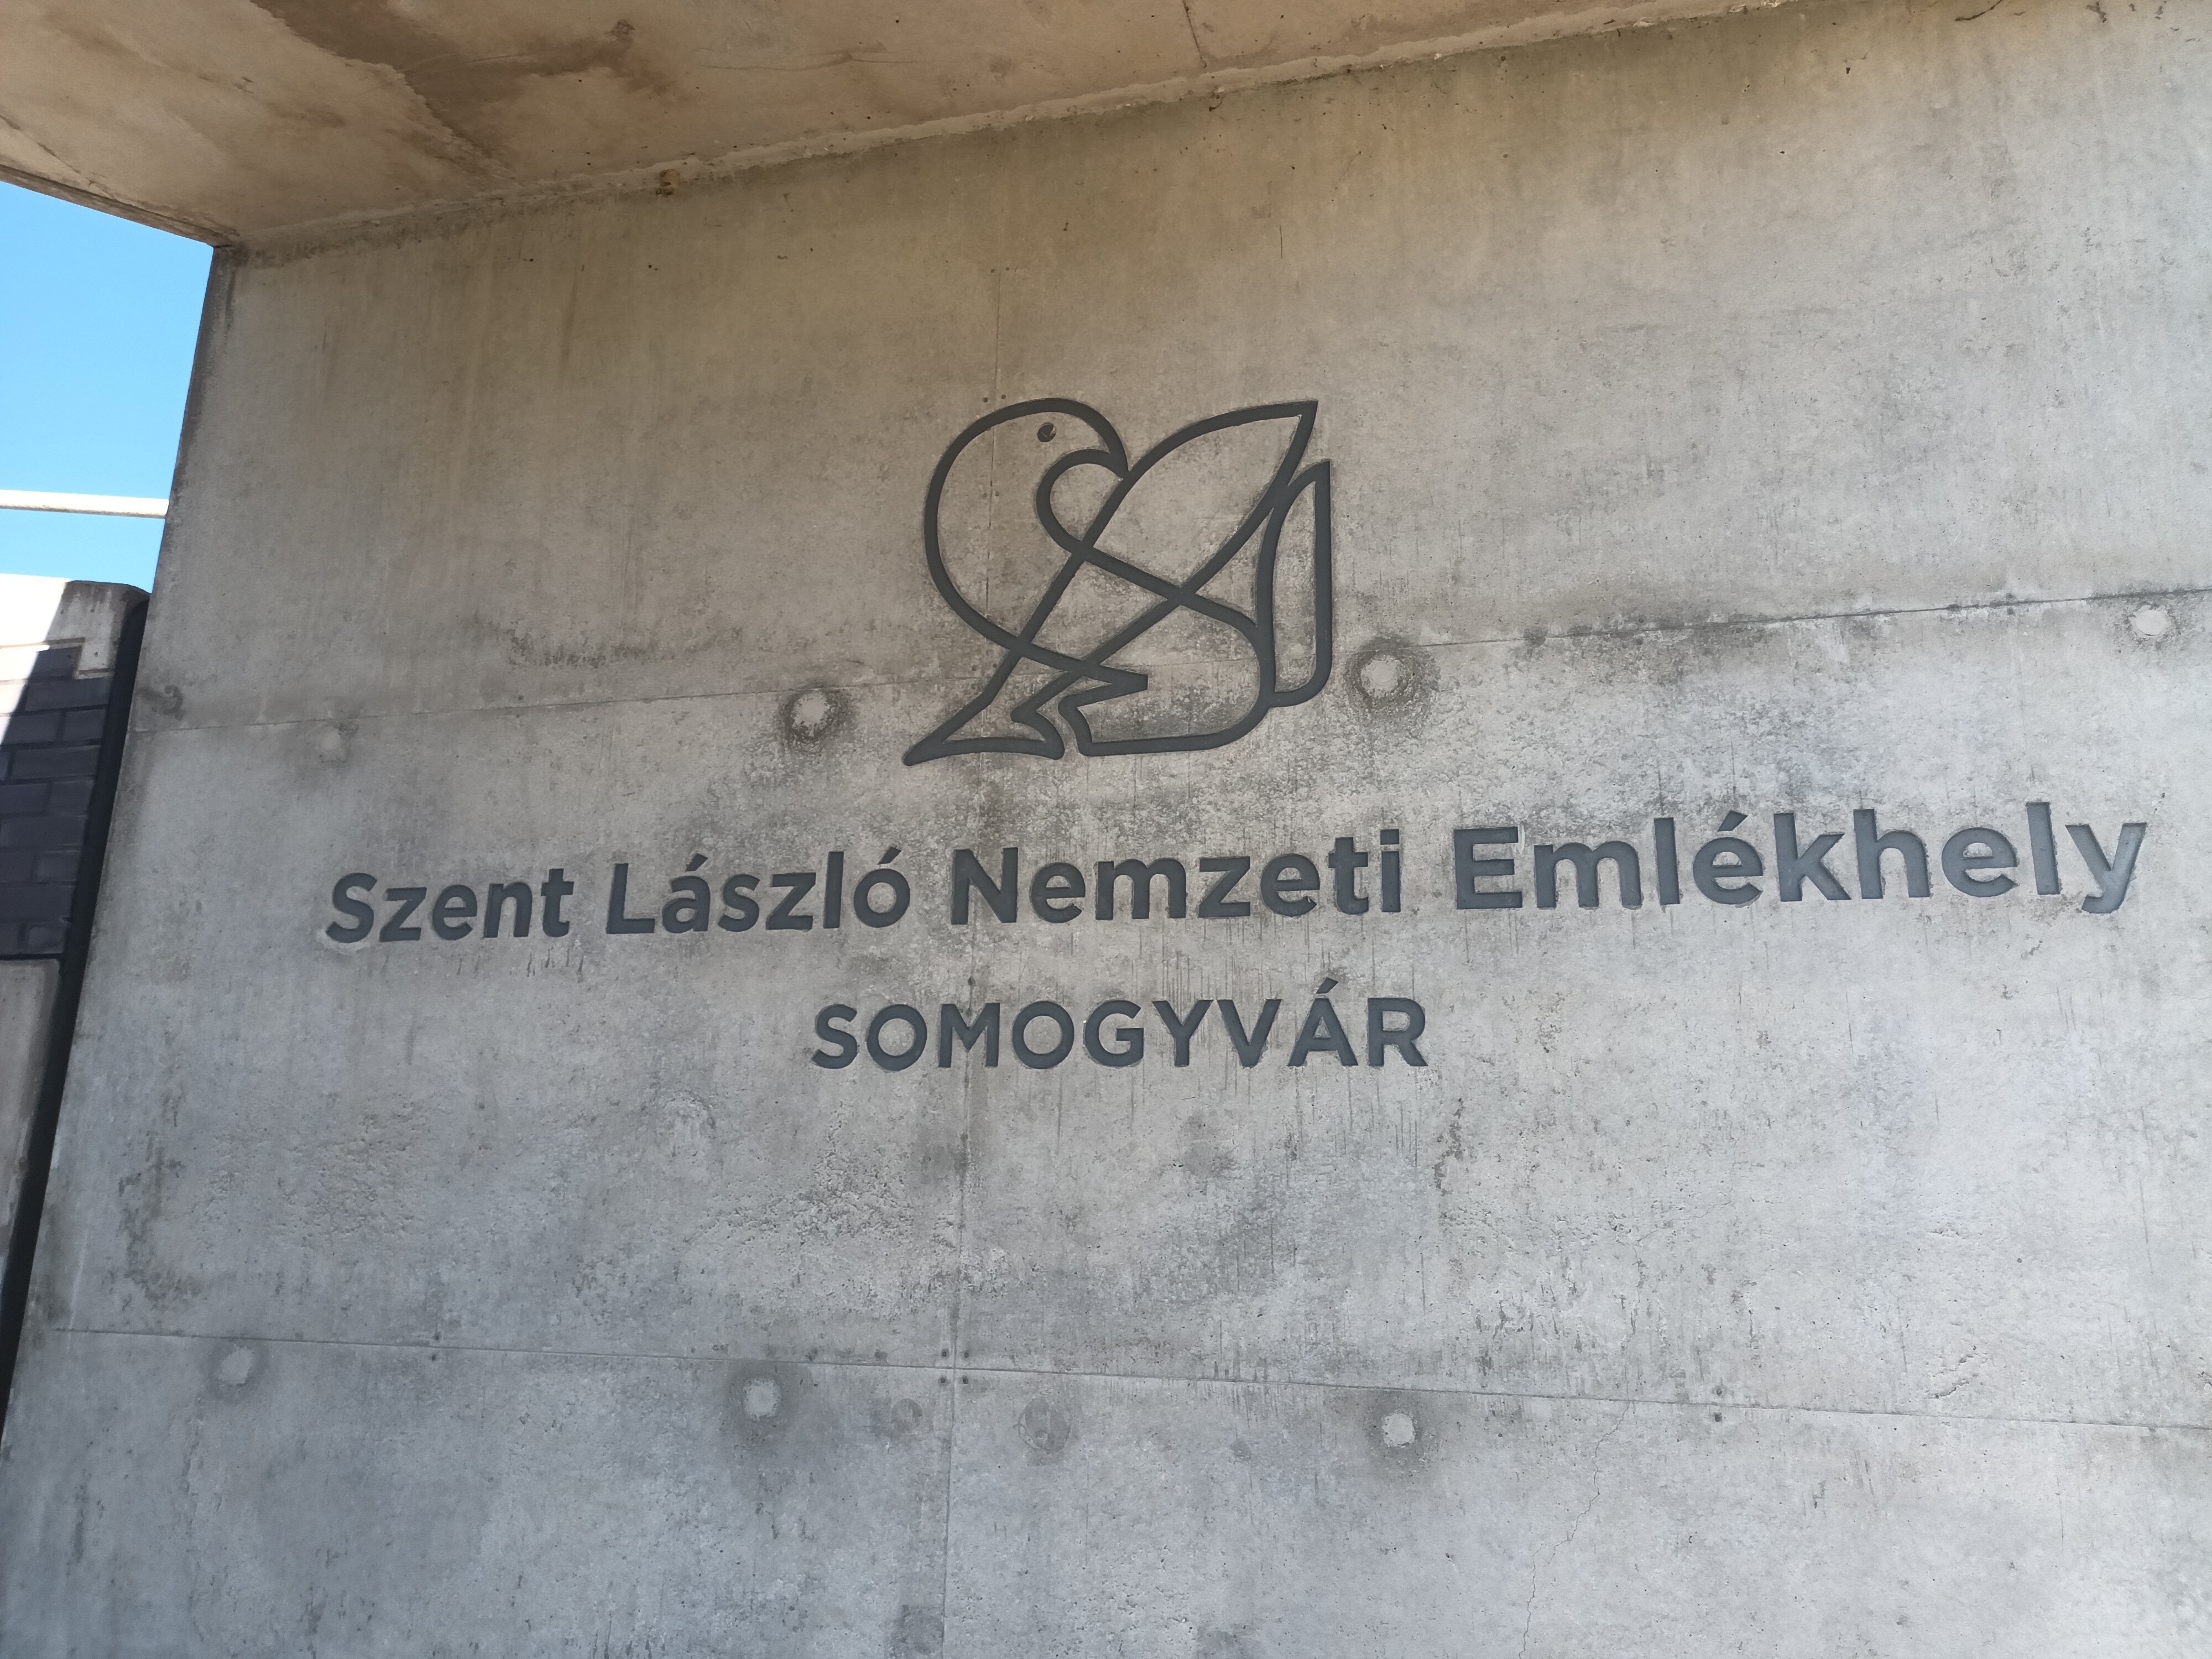 Szent László Nemzeti Emlékhely
SOMOGYVÁR